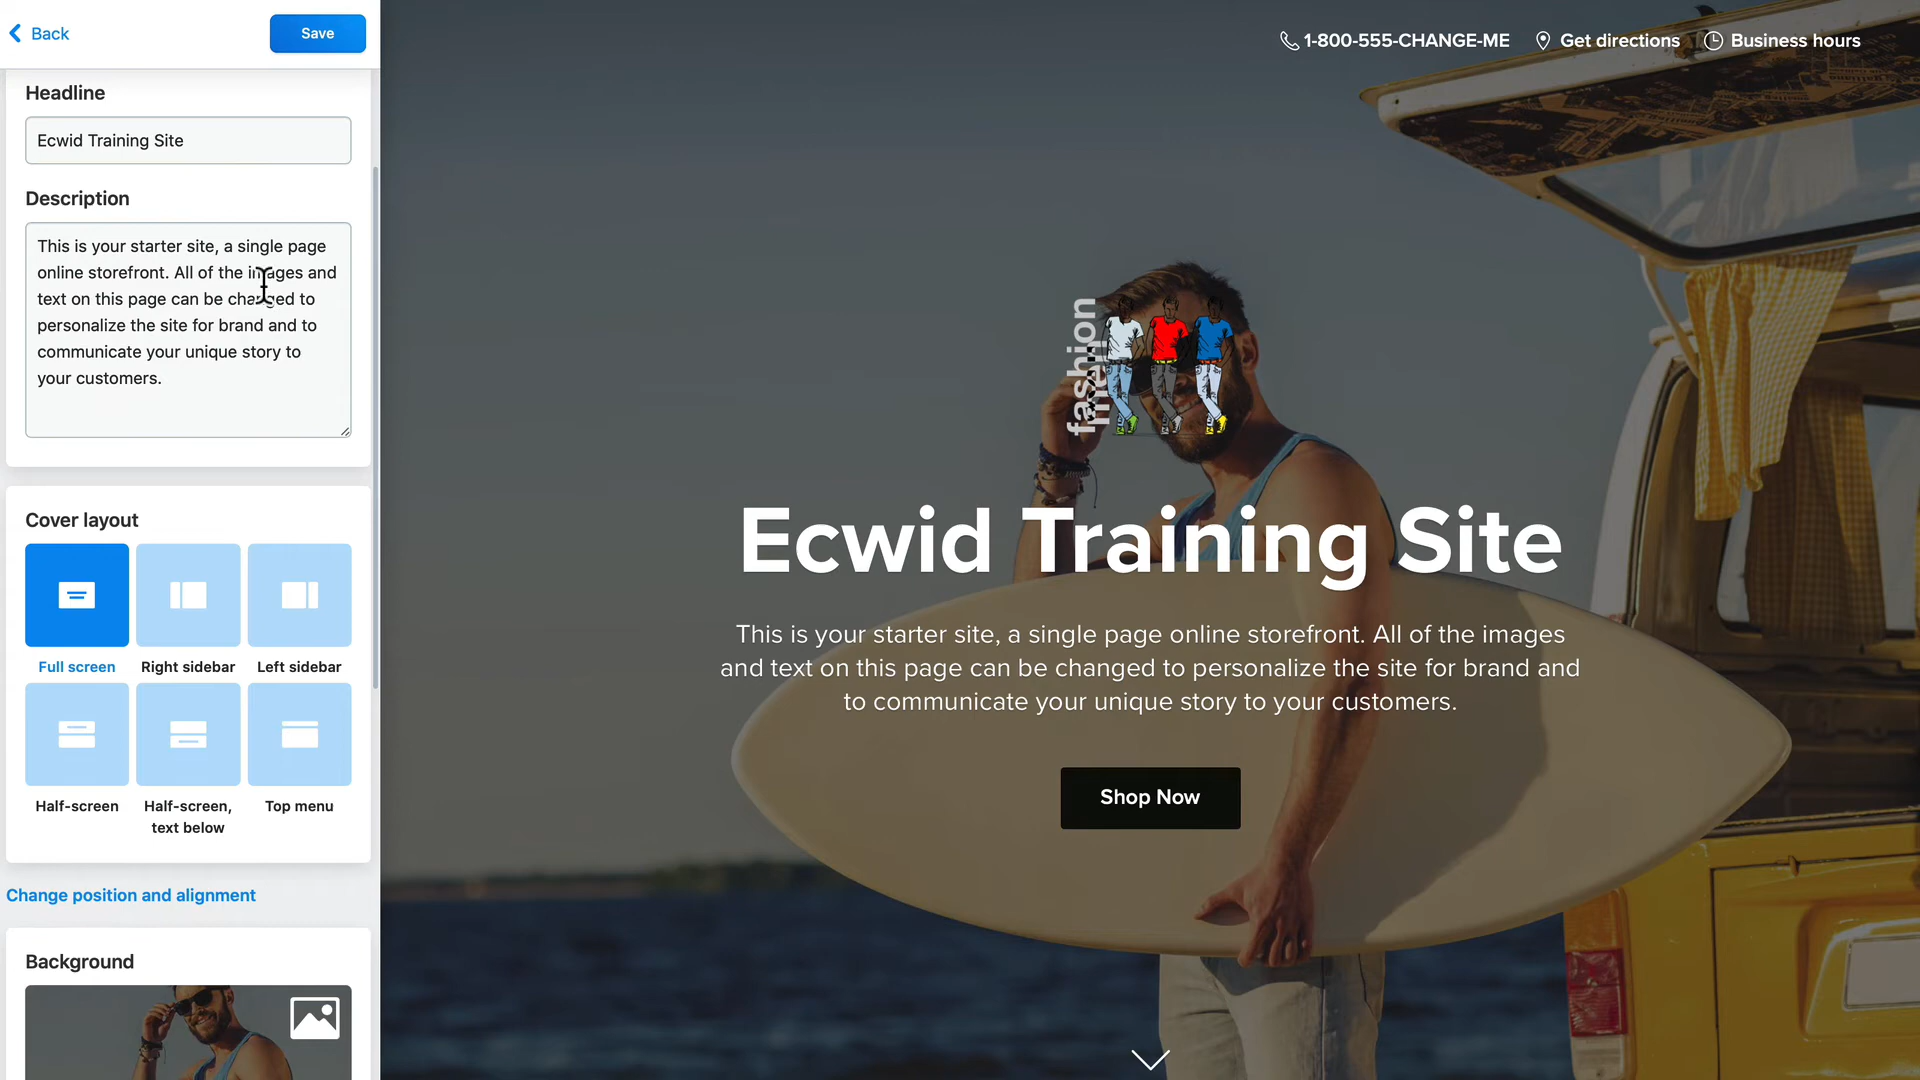 Back
Save
Headline
Ecwid Training Site
Description
This is your starter site, a single page
online storefront. All of the images and
text on this page can be changed to
personalize the site for brand and to
communicate your unique story to
your customers.
Cover layout
Full screen
Right sidebar
Left sidebar
Half-screen
Half-screen,
text below
Top menu
Change position and alignment
Background
1-800-555-CHANGE-ME
Get directions
Business hours
fashion
men
Ecwid Training Site
This is your starter site, a single page online storefront. All of the images
and text on this page can be changed to personalize the site for brand and
to communicate your unique story to your customers.
Shop Now